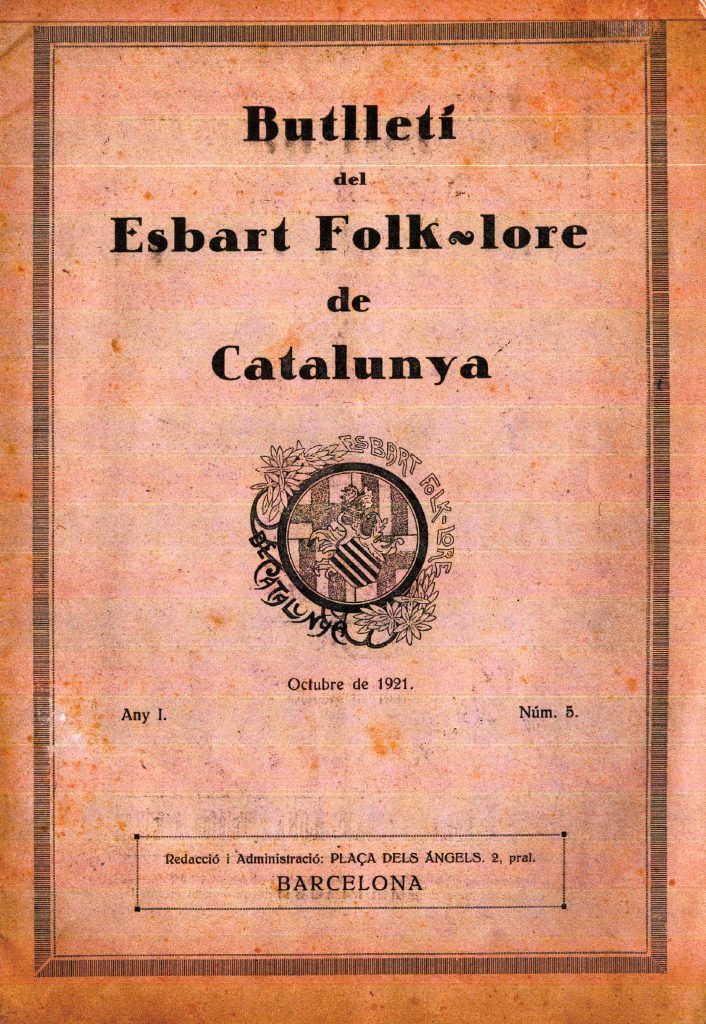 Butlletí
del
Esbart Folk~lore
de
Catalunya
ESBART FOLK-LORE
DE CATALUNYA
Octubre de 1921.
Any I.
Núm. 5.
Redacció i Administració: PLAÇA DELS ÁNGELS. 2, pral.
BARCELONA